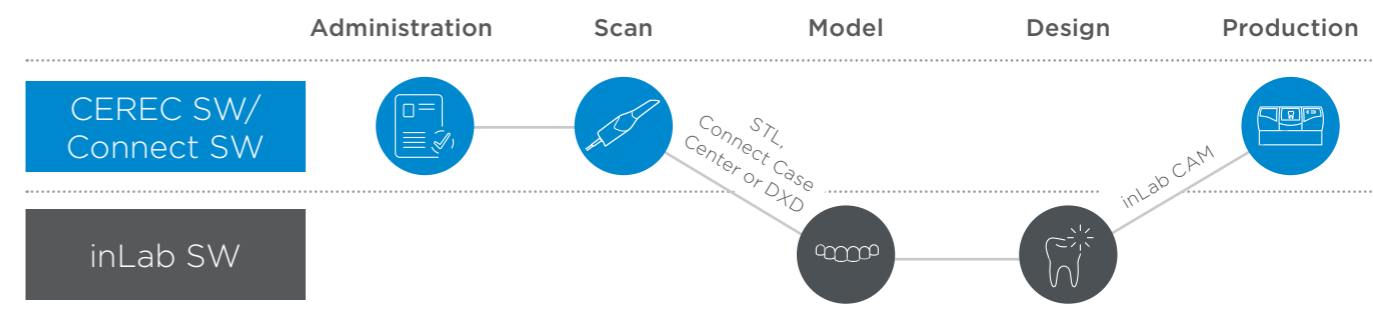 Administration Scan Model Design Production
CEREC SW/
Connect SW
STL,
Connect Case
Center or DXD
inLab CAM
inLab SW